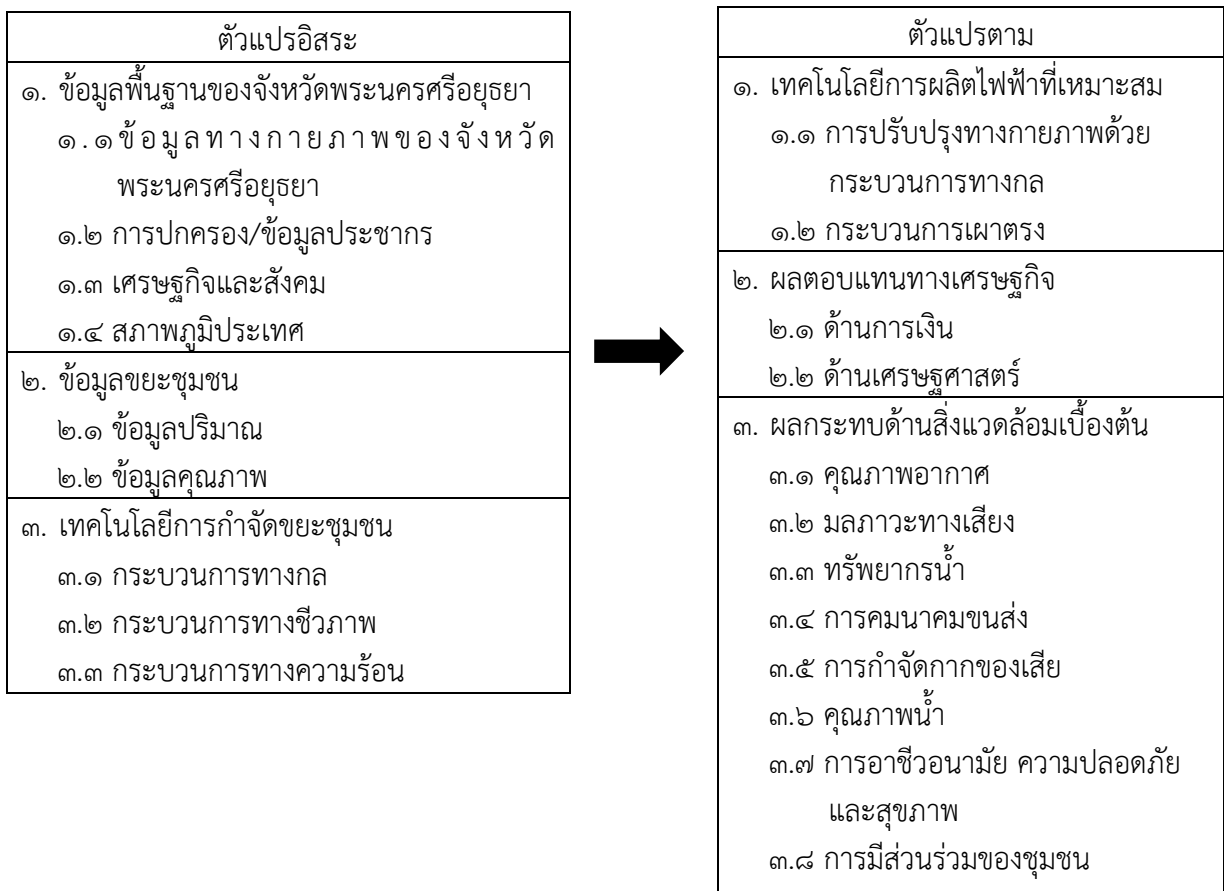 ตัวแปรอิสระ
๑. ข้อมูลพื้นฐานของจังหวัดพระนครศรีอยุธยา
๑.๑ข้อมูลทางกายภาพของจังหวัด
พระนครศรีอยุธยา
๑.๒ การปกครอง/ข้อมูลประชากร
๑.๓ เศรษฐกิจและสังคม
๑.๔ สภาพภูมิประเทศ
๒. ข้อมูลขยะชุมชน
๒.๑ ข้อมูลปริมาณ
๒.๒ ข้อมูลคุณภาพ
๓. เทคโนโลยีการกำจัดขยะชุมชน
๓.๑ กระบวนการทางกล
๓.๒ กระบวนการทางชีวภาพ
๓.๓ กระบวนการทางความร้อน
ตัวแปรตาม
๑. เทคโนโลยีการผลิตไฟฟ้าที่เหมาะสม
๑.๑ การปรับปรุงทางกายภาพด้วย
กระบวนการทางกล
๑.๒ กระบวนการเผาตรง
๒. ผลตอบแทนทางเศรษฐกิจ
๒.๑ ด้านการเงิน
๒.๒ ด้านเศรษฐศาสตร์
๓. ผลกระทบด้านสิ่งแวดล้อมเบื้องต้น
๓.๑ คุณภาพอากาศ
๓.๒ มลภาวะทางเสียง
๓.๓ ทรัพยากรน้ำ
๓.๔ การคมนาคมขนส่ง
๓.๕ การกำจัดกากของเสีย
๓.๖ คุณภาพน้ำ
๓.๗ การอาชีวอนามัย ความปลอดภัย
และสุขภาพ
๓.๘ การมีส่วนร่วมของชุมชน